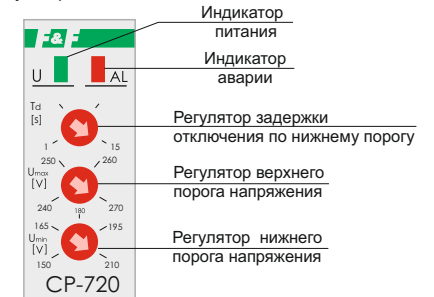 Индикатор
питания
F&F
Индикатор
аварии
U AL
Td
[s]
Регулятор задержки
отключения по нижнему порогу
1 15
250 260
Umax
[V]
Регулятор верхнего
порога напряжения
240 270
180
165 195
Umin
[V]
Регулятор нижнего
порога напряжения
150 210
CP-720